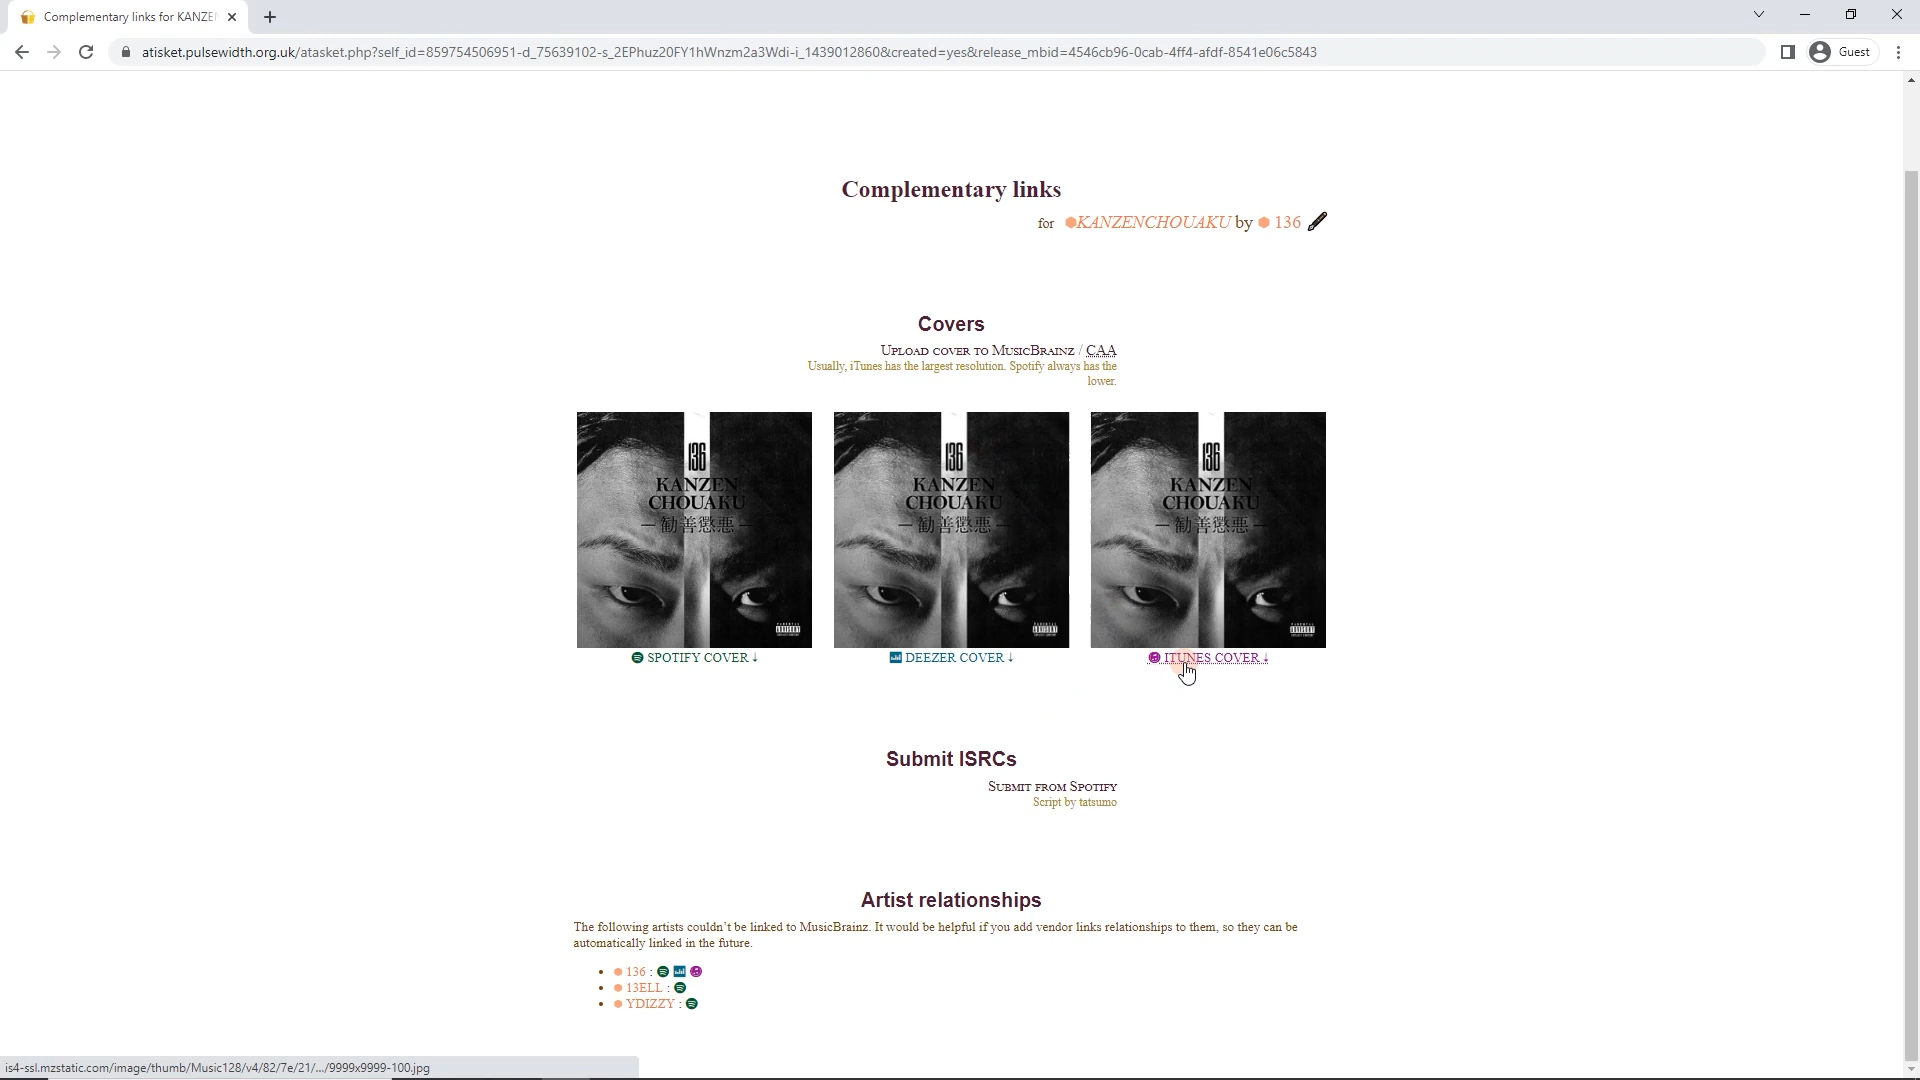 Complementary links for KANZE
atisket.pulsewidth.org.uk/atasket.php?self_id=859754506951-d_75639102-s_2EPhuz20FY1hWnzm2a3Wdi-i_1439012860&created=yes&release_mbid=4546cb96-0cab-4ff4-afdf-8541e06c5843
Guest
Complementary links
for KANZENCHOUAKU by 136
Covers
UPLOAD COVER TO MUSICBRAINZ / CAA
Usually, iTunes has the largest resolution. Spotify always has the
lower.
136
KANZEN
CHOUAKU
勧善懲悪
136
KANZEN
CHOUAKU
勧善懲悪
136
KANZEN
CHOUAKU
勧善懲悪
SPOTIFY COVER ↓
DEEZER COVER ↓
ITUNES COVER ↓
Submit ISRCs
SUBMIT FROM SPOTIFY
Script by tatsumo
Artist relationships
The following artists couldn't be linked to MusicBrainz. It would be helpful if you add vendor links relationships to them, so they can be
automatically linked in the future.
136 :
13ELL :
YDIZZY :
is4-ssl.mzstatic.com/image/thumb/Music128/v4/82/7e/21/.../9999x9999-100.jpg